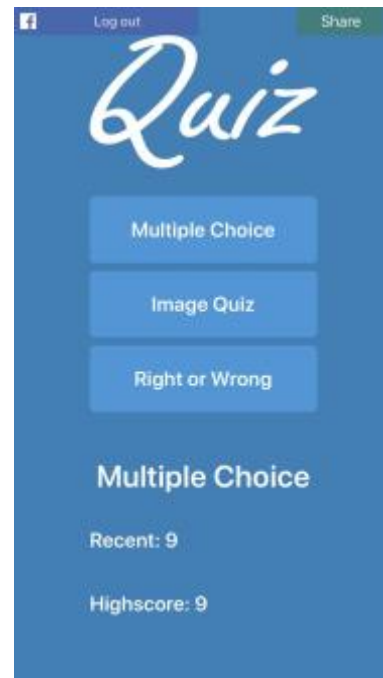 Log out
Share
Quiz
Multiple Choice
Image Quiz
Right or Wrong
Multiple Choice
Recent: 9
Highscore: 9